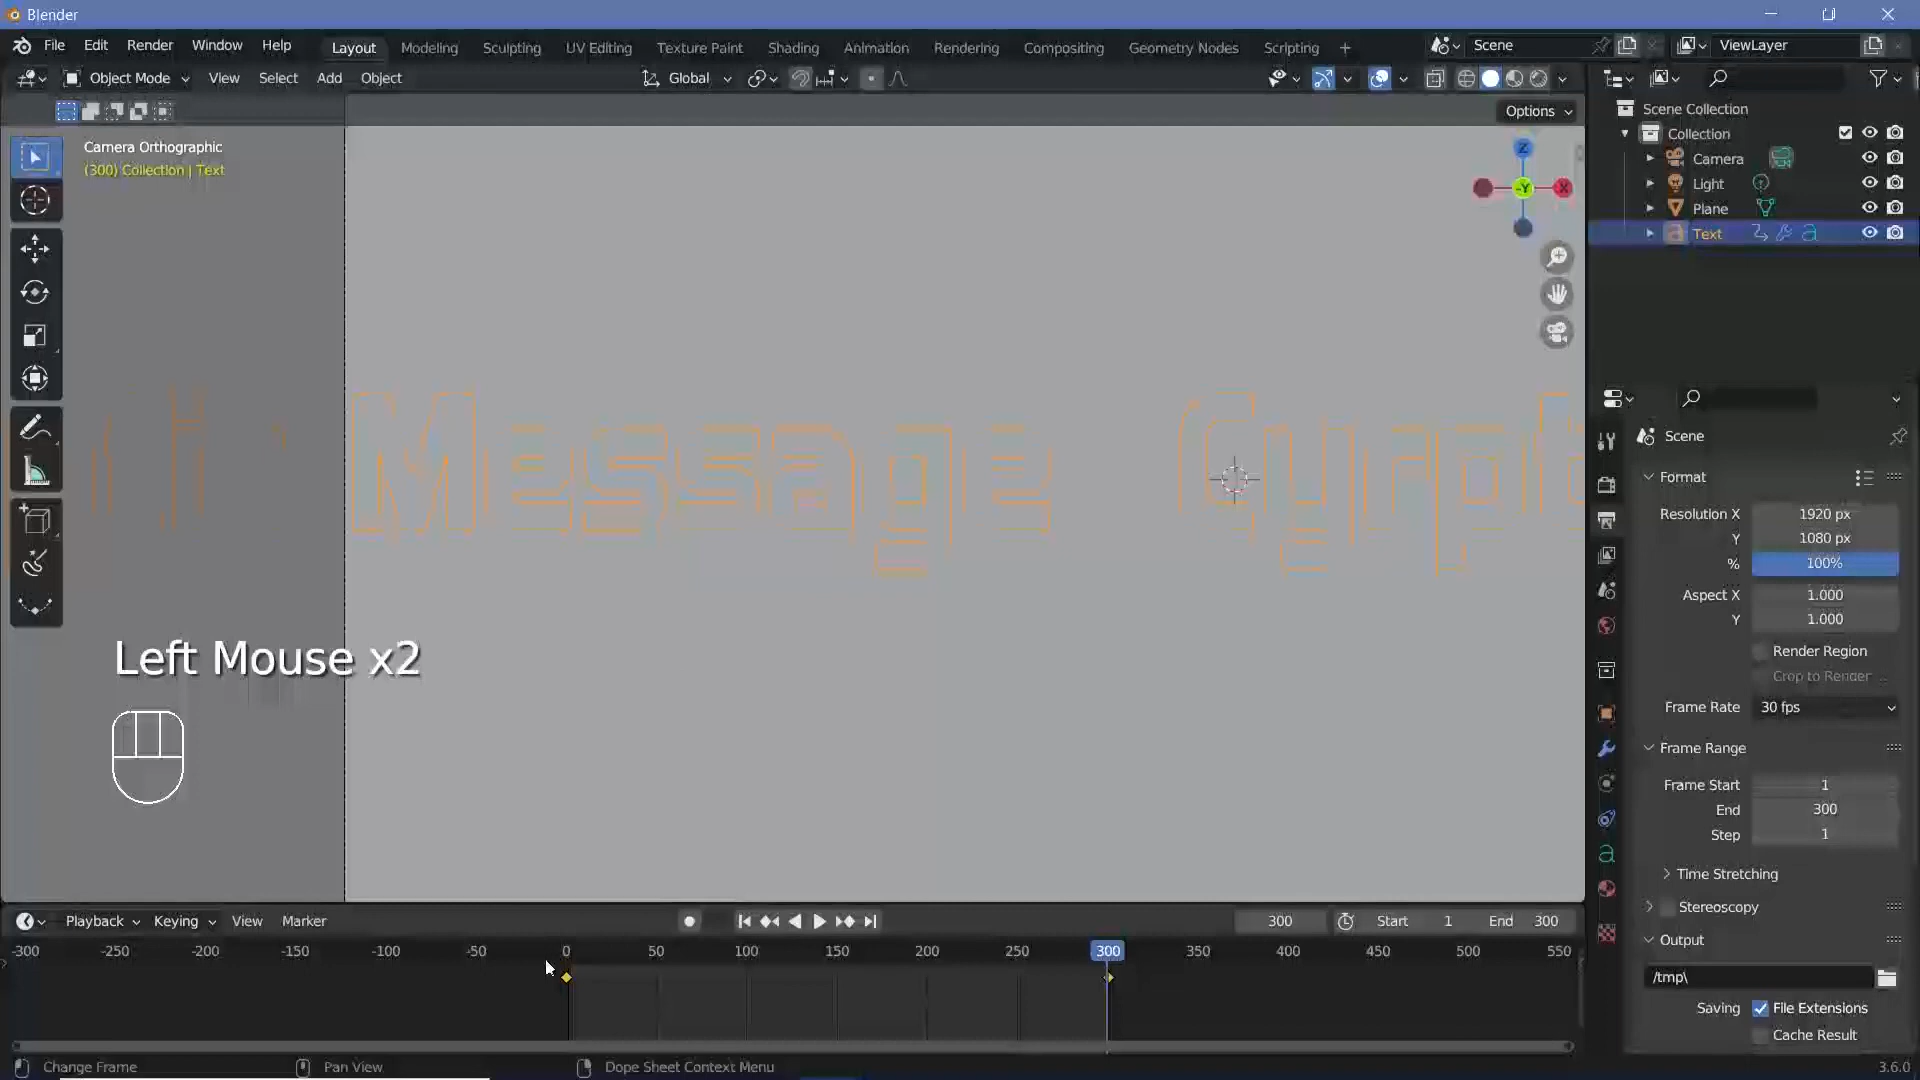 Blender
File Edit Render Window Help
Layout Modeling Sculpting UV Editing Texture Paint Shading Animation Rendering Compositing Geometry Nodes Scripting +
Scene
ViewLayer
Object Mode View Select Add Object
Global
Options
Camera Orthographic
(300) Collection | Text
Z
-Y
X
Scene Collection
Collection
Camera
Light
Plane
Text
Message
Left Mouse x2
Scene
Format
Resolution X 1920 px
Y 1080 px
% 100%
Aspect X 1.000
Y 1.000
Render Region
Crop to Render ...
Frame Rate 30 fps
Frame Range
Frame Start 1
End 300
Step 1
Time Stretching
Stereoscopy
Output
/tmp\
Saving File Extensions
Cache Result
Playback Keying View Marker
300 Start 1 End 300
-300 -250 -200 -150 -100 -50 0 50 100 150 200 250 300 350 400 450 500 550
Change Frame Pan View Dope Sheet Context Menu
3.6.0